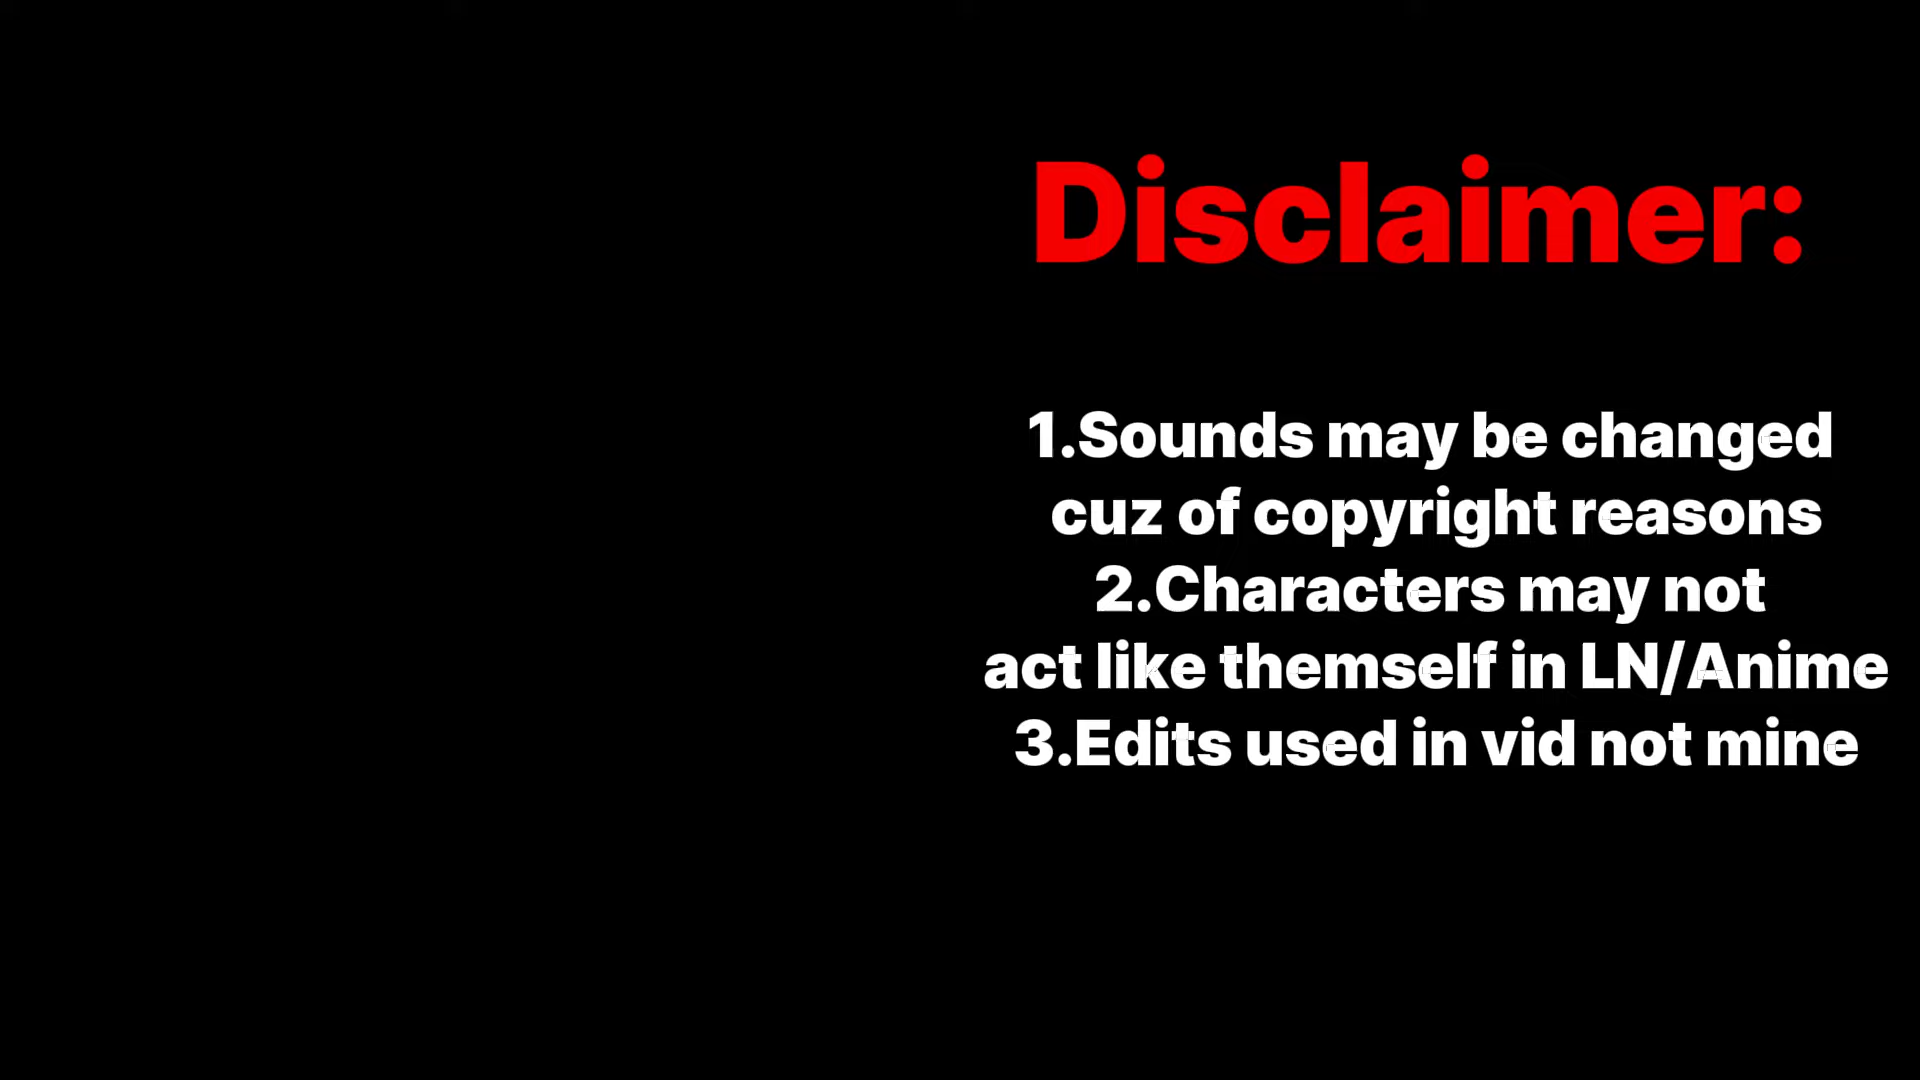 Disclaimer:
1.Sounds may be changed
cuz of copyright reasons
2.Characters may not
act like themself in LN/Anime
3.Edits used in vid not mine